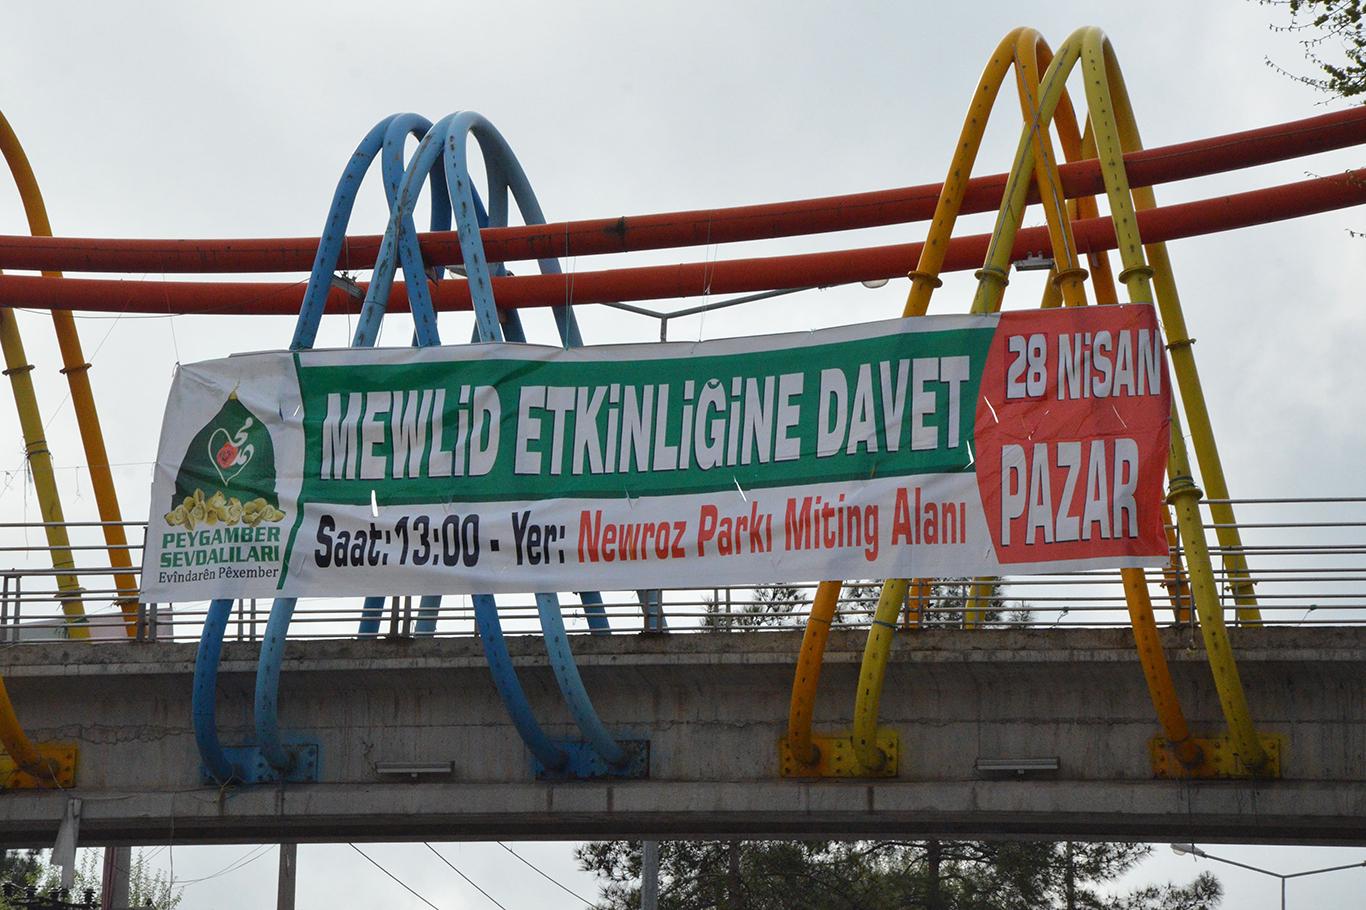 PEYGAMBER
SEVDALILARI
Evîndarên Pêxember
MEWLİD ETKİNLİĞİNE DAVET
Saat:13:00 - Yer: Newroz Parkı Miting Alanı
28 NİSAN
PAZAR